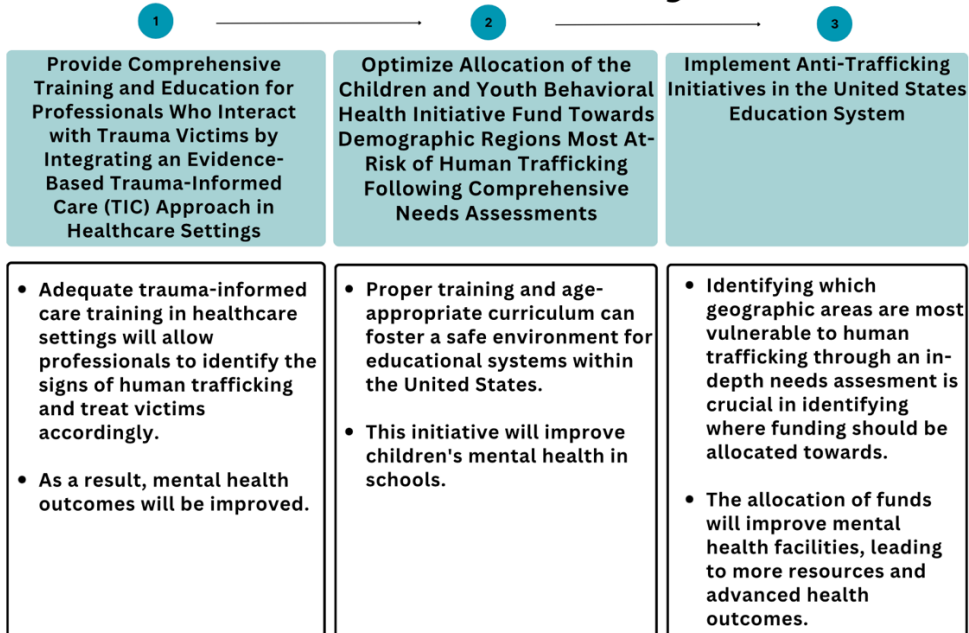 1
2
3
Provide Comprehensive
Training and Education for
Professionals Who Interact
with Trauma Victims by
Integrating an Evidence-
Based Trauma-Informed
Care (TIC) Approach in
Healthcare Settings
Optimize Allocation of the
Children and Youth Behavioral
Health Initiative Fund Towards
Demographic Regions Most At-
Risk of Human Trafficking
Following Comprehensive
Needs Assessments
Implement Anti-Trafficking
Initiatives in the United States
Education System
• Adequate trauma-informed
care training in healthcare
settings will allow
professionals to identify the
signs of human trafficking
and treat victims
accordingly.
• As a result, mental health
outcomes will be improved.
• Proper training and age-
appropriate curriculum can
foster a safe environment for
educational systems within
the United States.
• This initiative will improve
children's mental health in
schools.
• Identifying which
geographic areas are most
vulnerable to human
trafficking through an in-
depth needs assesment is
crucial in identifying
where funding should be
allocated towards.
• The allocation of funds
will improve mental
health facilities, leading
to more resources and
advanced health
outcomes.